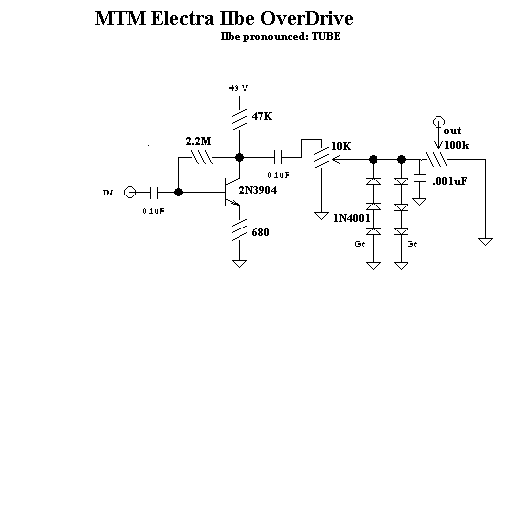 MTM Electra IIbe OverDrive
IIbe pronounced: TUBE
47K
2.2M
10K
out
100k
0.1uF
2N3904
.001uF
IN
0.1uF
1N4001
680
Ge
Ge